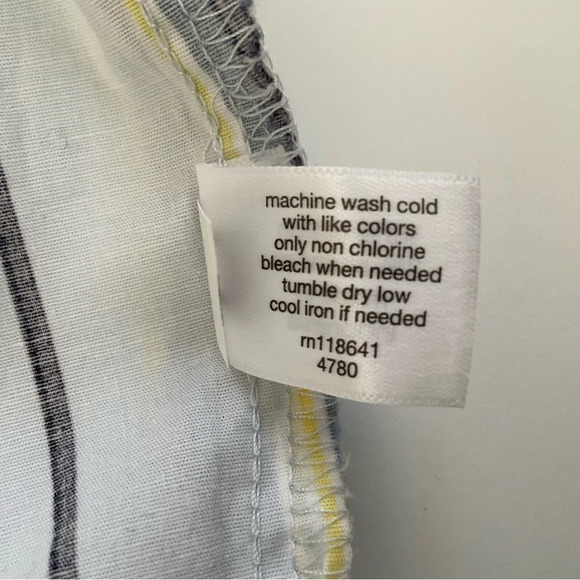 machine wash cold
with like colors
only non chlorine
bleach when needed
tumble dry low
cool iron if needed
rn118641
4780